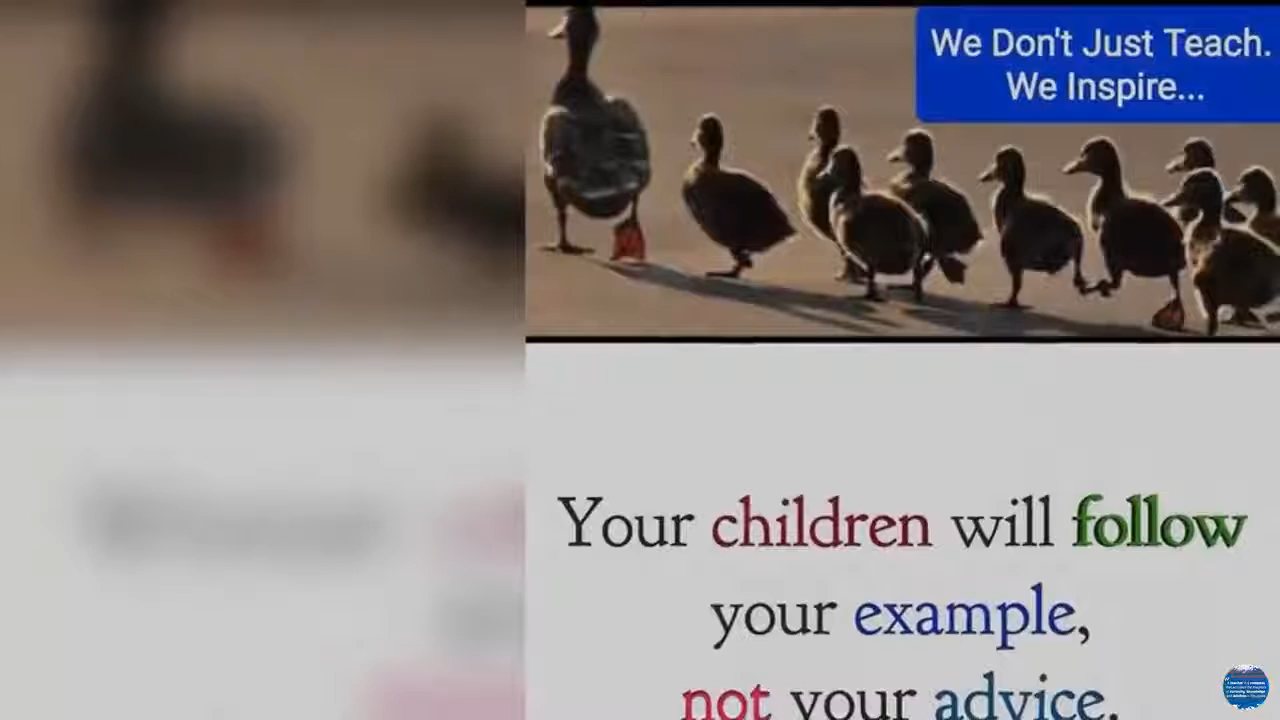 We Don't Just Teach.
We Inspire...
Your children will follow
your example,
not your advice.